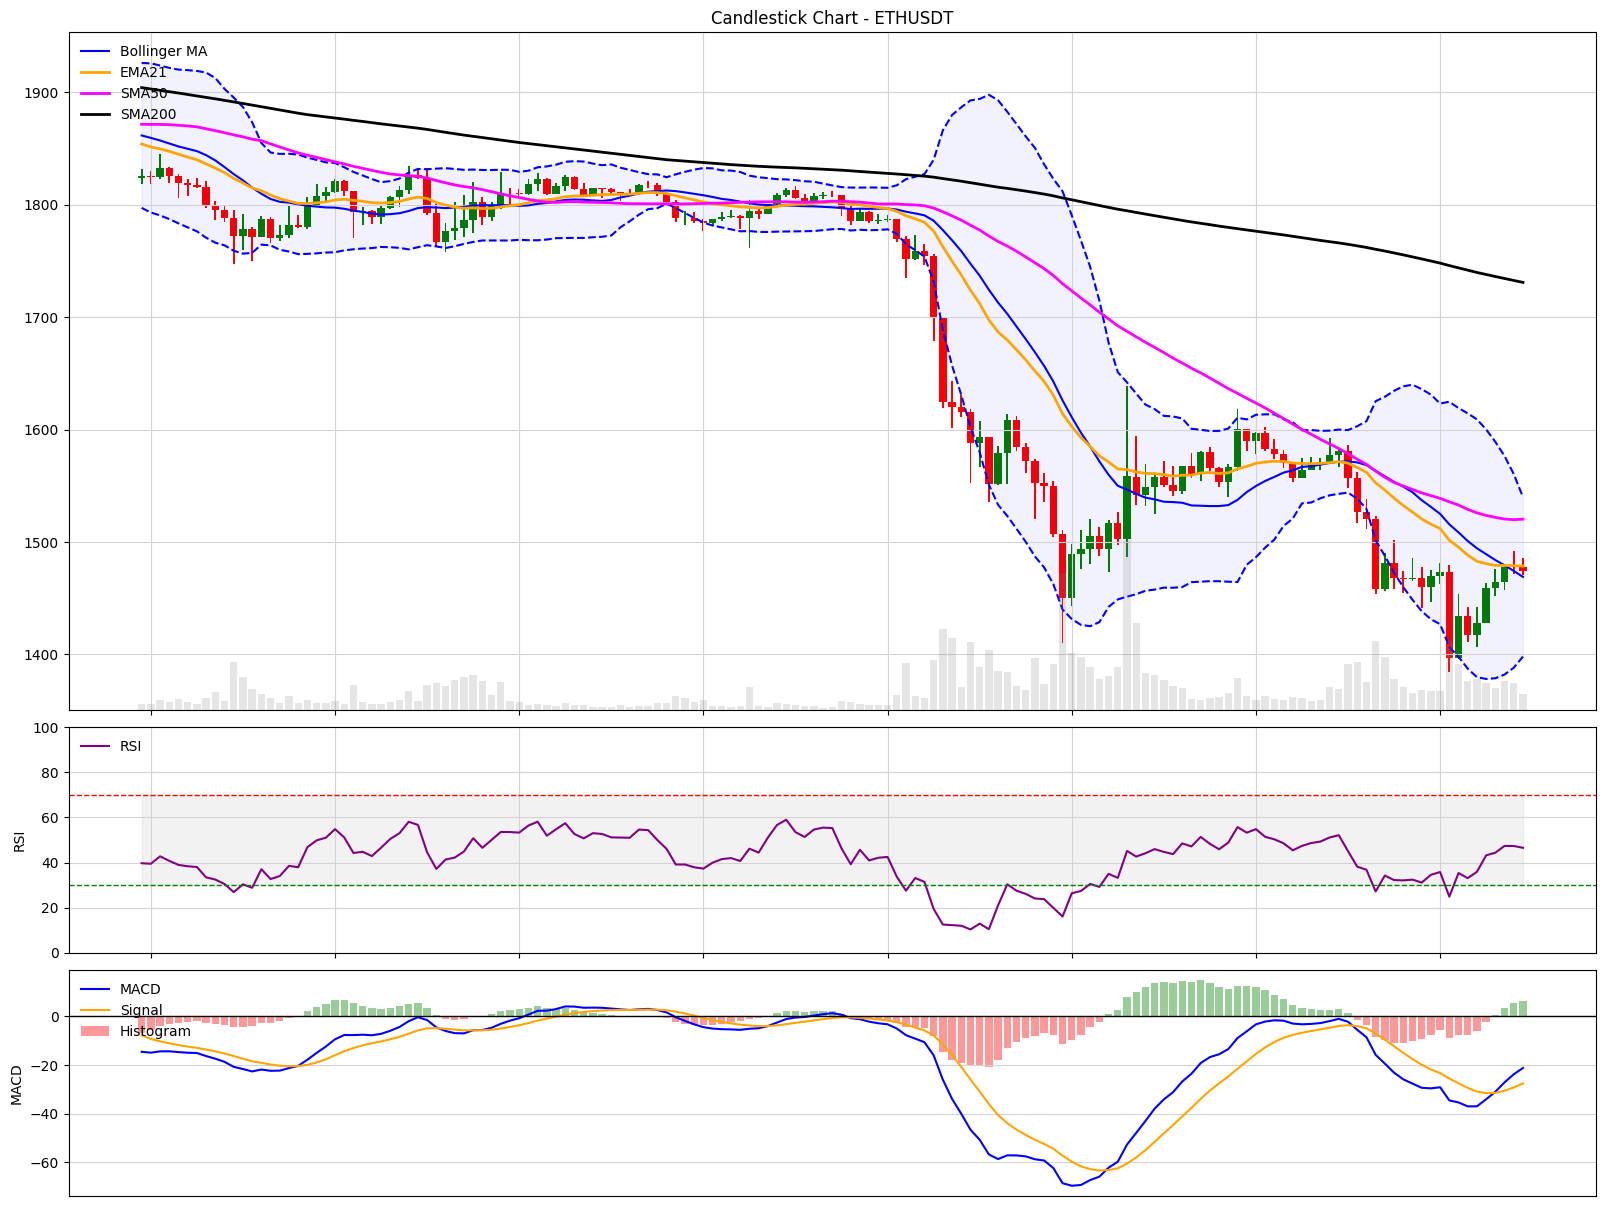 Candlestick Chart - ETHUSDT
Bollinger MA
EMA21
SMA50
SMA200
1900
1800
1700
1600
1500
1400
RSI
100
80
60
40
20
0
RSI
MACD
Signal
Histogram
0
−20
−40
−60
MACD